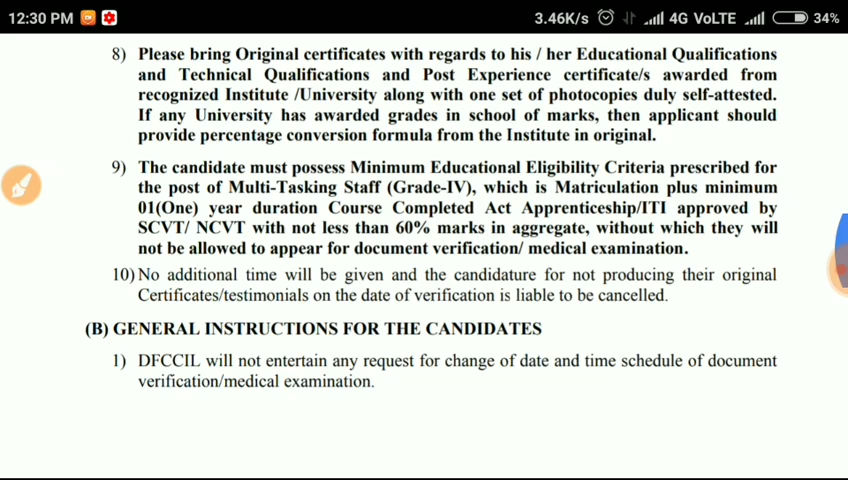 12:30 PM
3.46K/s 4G VoLTE 34%
8) Please bring Original certificates with regards to his / her Educational Qualifications
and Technical Qualifications and Post Experience certificate/s awarded from
recognized Institute /University along with one set of photocopies duly self-attested.
If any University has awarded grades in school of marks, then applicant should
provide percentage conversion formula from the Institute in original.
9) The candidate must possess Minimum Educational Eligibility Criteria prescribed for
the post of Multi-Tasking Staff (Grade-IV), which is Matriculation plus minimum
01(One) year duration Course Completed Act Apprenticeship/ITI approved by
SCVT/ NCVT with not less than 60% marks in aggregate, without which they will
not be allowed to appear for document verification/ medical examination.
10) No additional time will be given and the candidature for not producing their original
Certificates/testimonials on the date of verification is liable to be cancelled.
(B) GENERAL INSTRUCTIONS FOR THE CANDIDATES
1) DFCCIL will not entertain any request for change of date and time schedule of document
verification/medical examination.